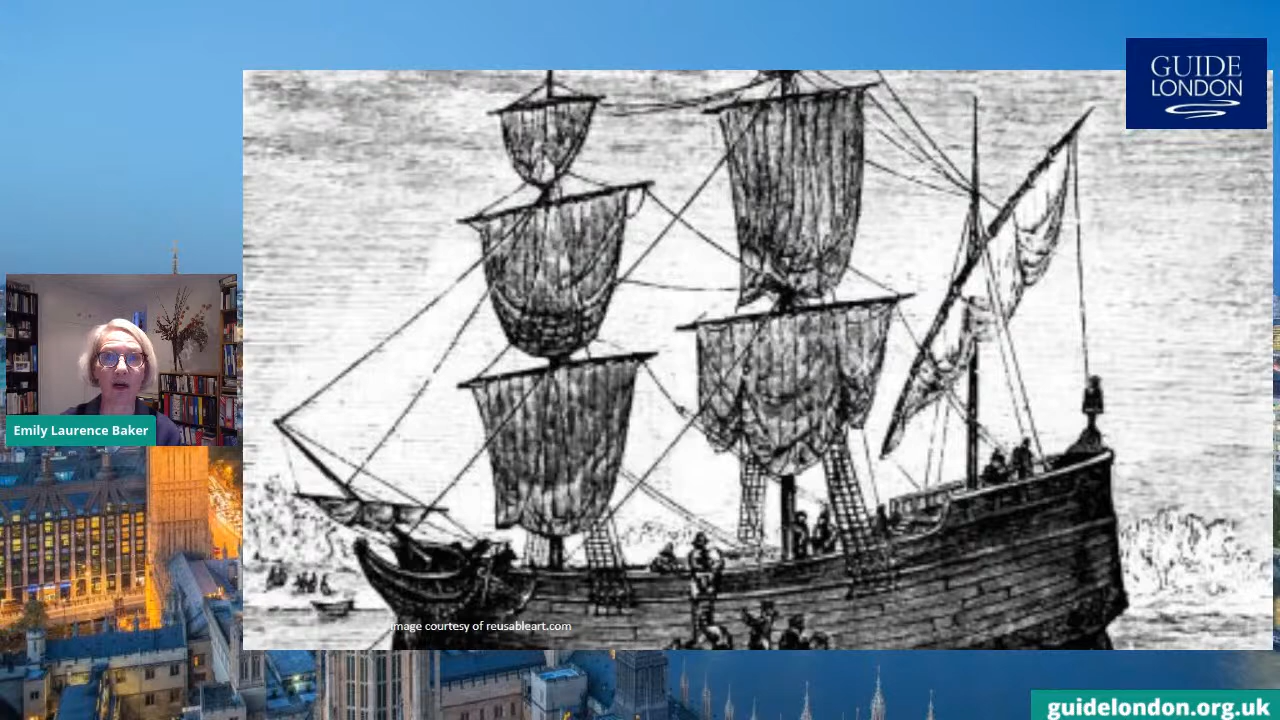 GUIDE
LONDON
Emily Laurence Baker
Image courtesy of reusableart.com
guidelondon.org.uk